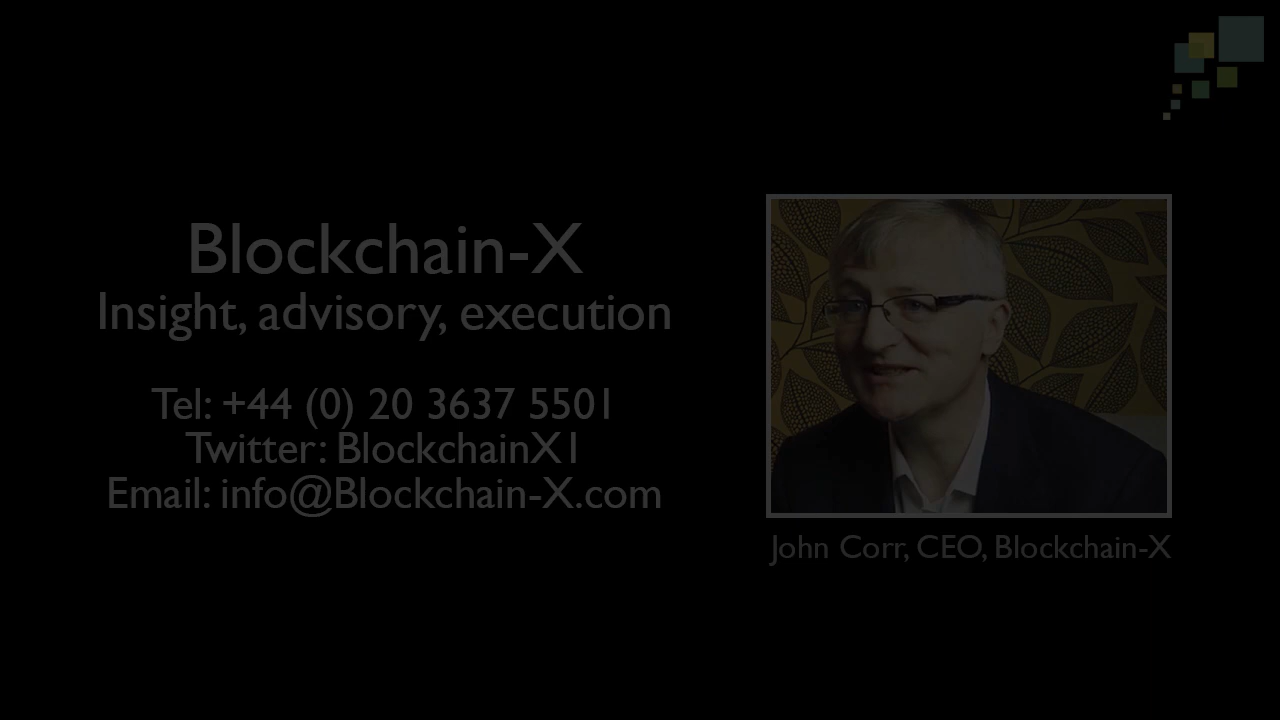 Blockchain-X
Insight, advisory, execution
Tel: +44 (0) 20 3637 5501
Twitter: BlockchainX1
Email: info@Blockchain-X.com
John Corr, CEO, Blockchain-X